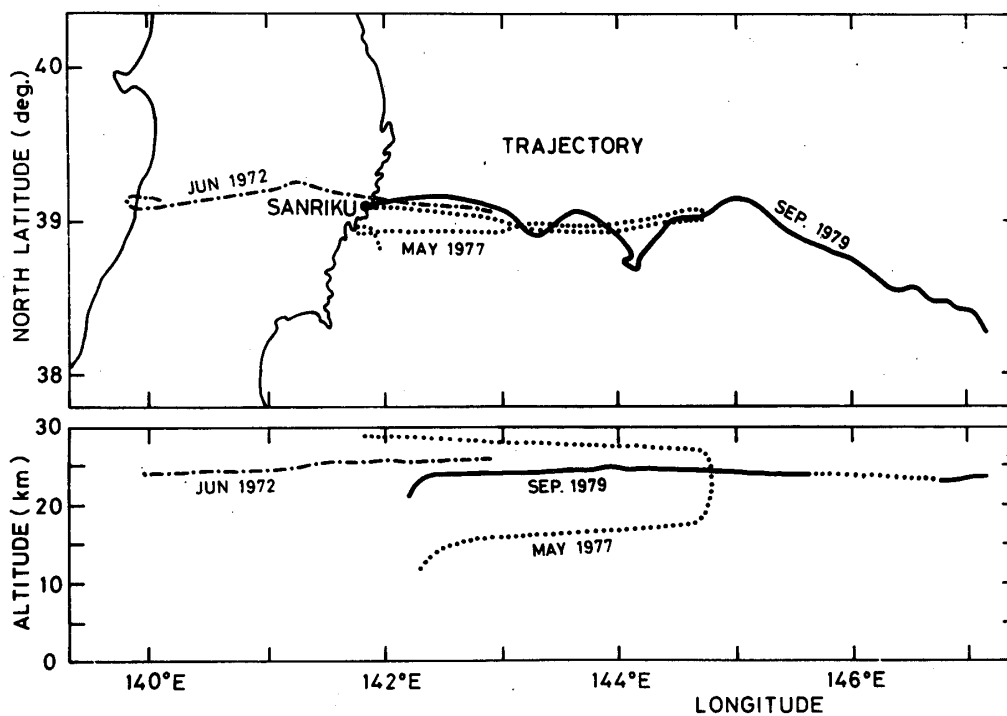 NORTH LATITUDE (deg.)
40
39
38
TRAJECTORY
JUN 1972
SANRIKU
MAY 1977
SEP. 1979
ALTITUDE (km)
30
25
20
10
0
JUN 1972
SEP. 1979
MAY 1977
140°E
142°E
144°E
146°E
LONGITUDE